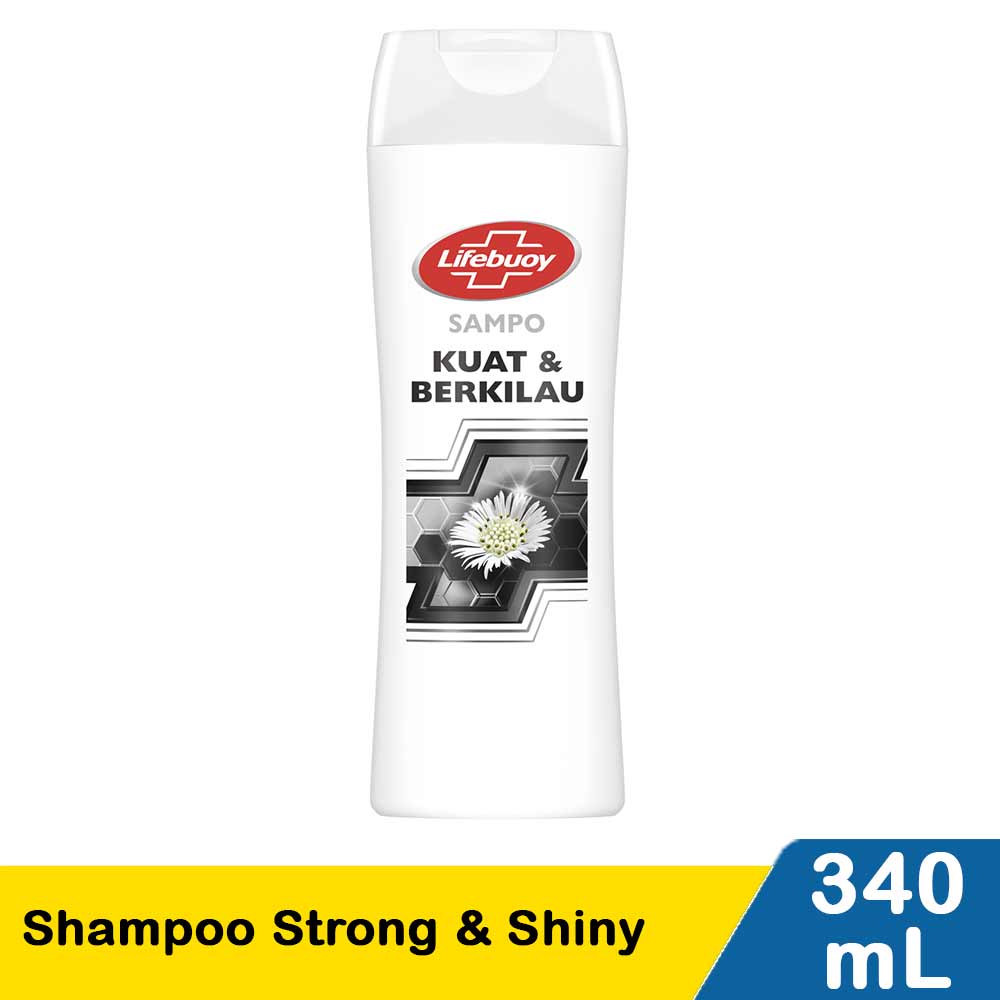 Lifebuoy
SAMPO
KUAT &
BERKILAU
Shampoo Strong & Shiny
340
mL